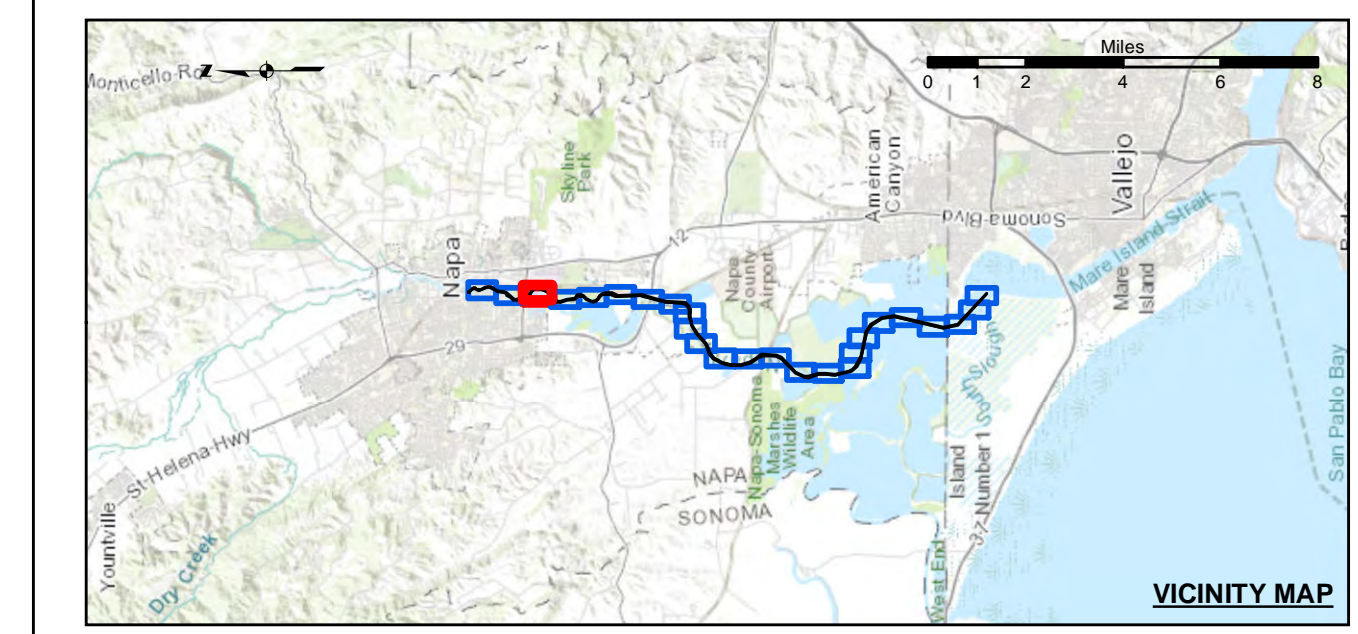 Miles
0 1 2 4 6 8
Monticello Rd
Z
Skyline
Park
American
Canyon
Vallejo
Sonoma-Blvd
12
Napa
Napa
County
Airport
Mare Island Strait
Mare
Island
29
South Slough
St-Helena-Hwy
Napa-Sonoma
Marshes
Wildlife
Area
NAPA
SONOMA
Island
Number 1
37
San Pablo Bay
Yountville
Dry Creek
West End
VICINITY MAP